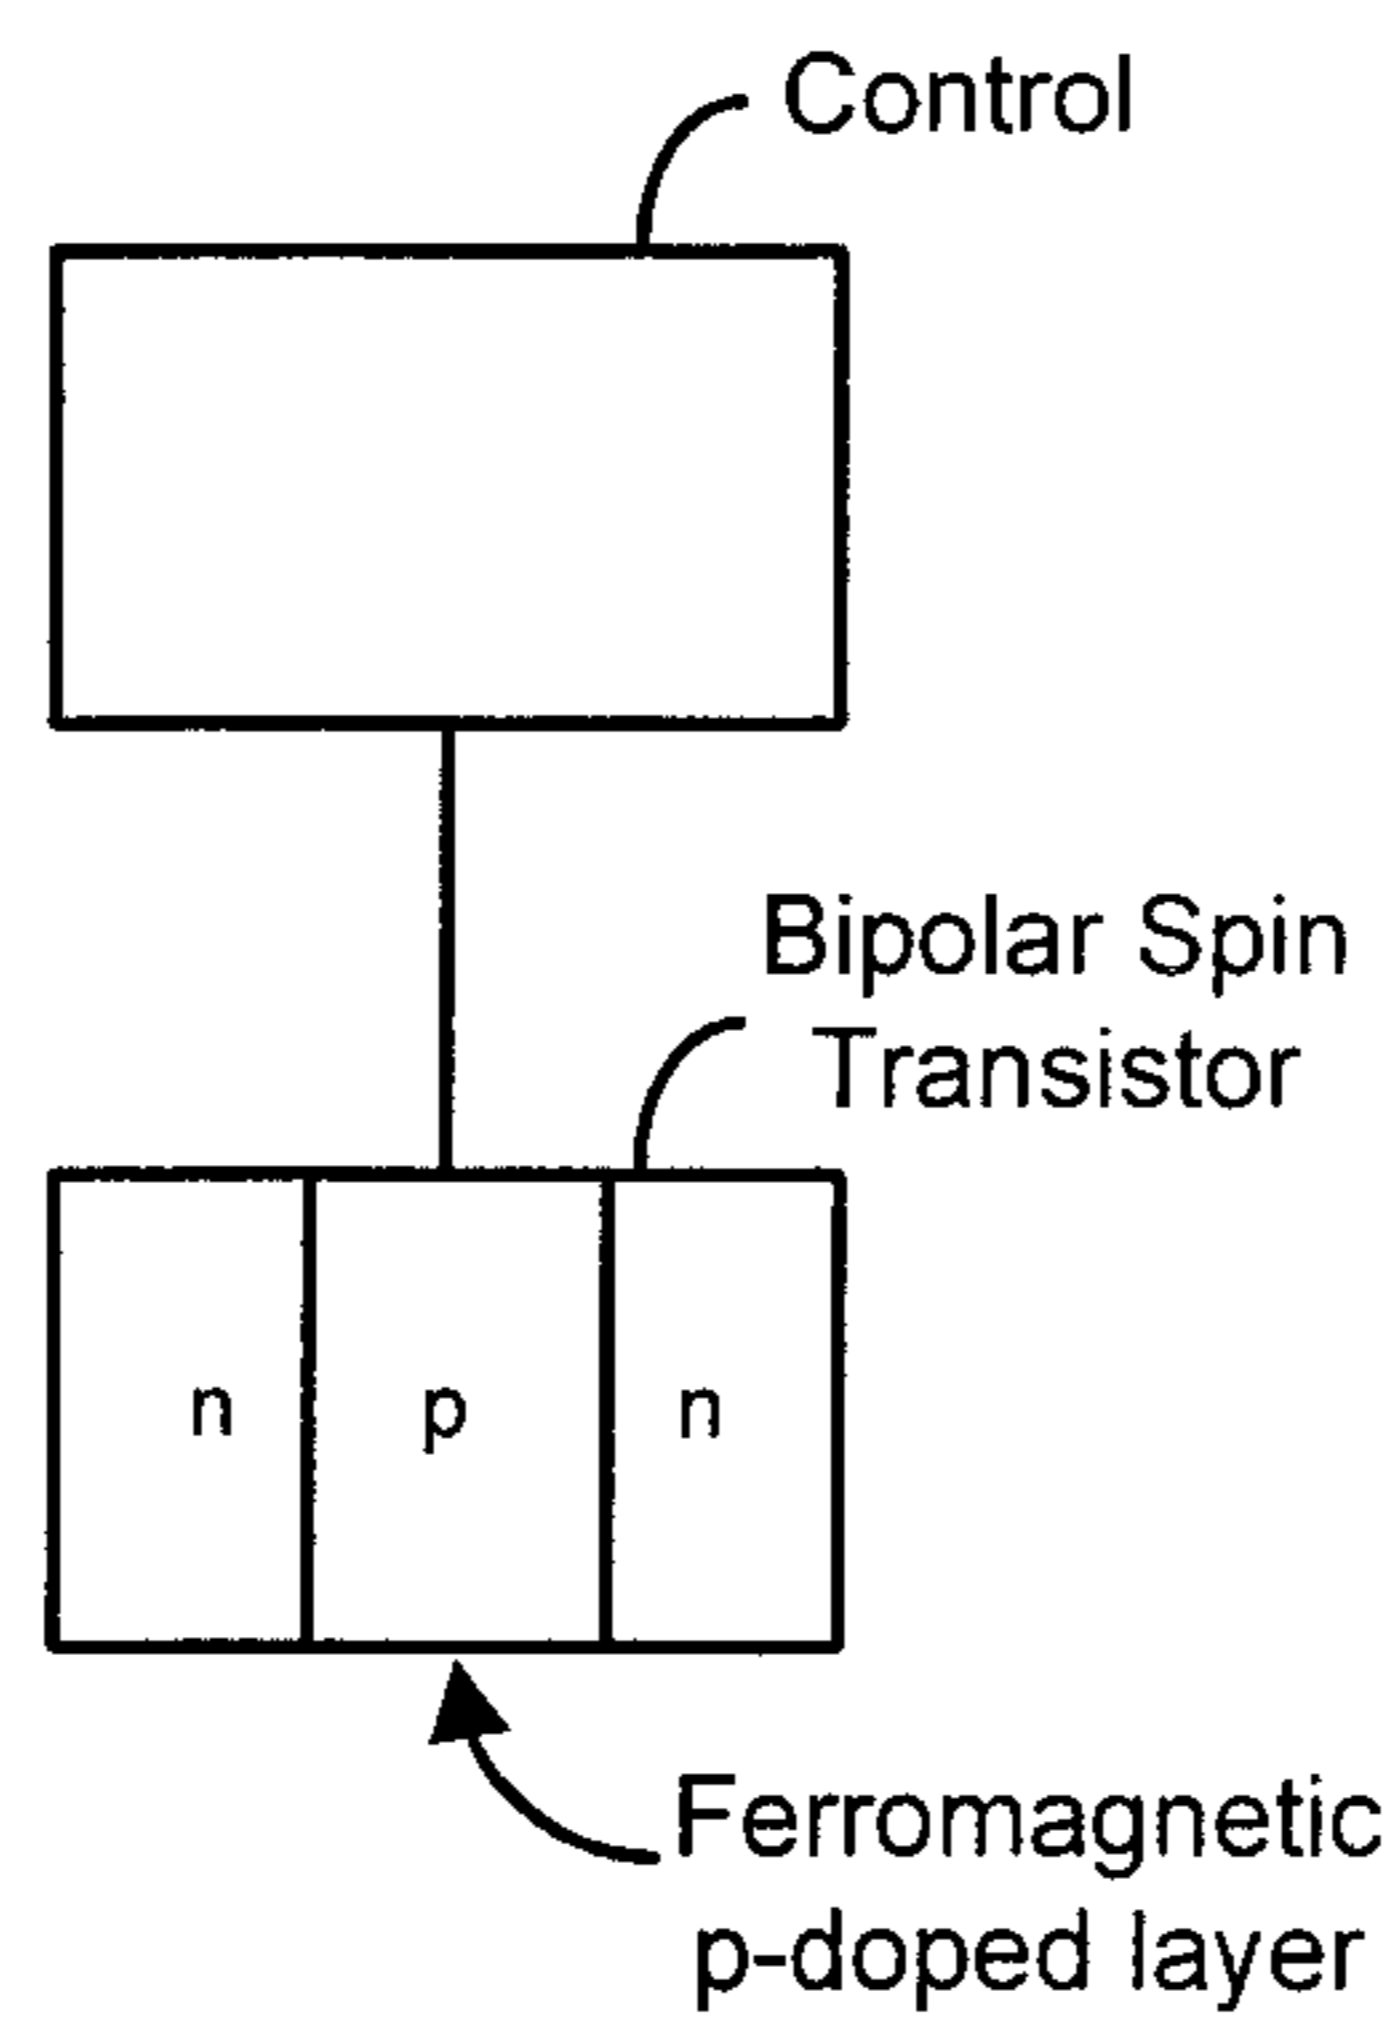 Control
Bipolar Spin
Transistor
n p n
Ferromagnetic
p-doped layer